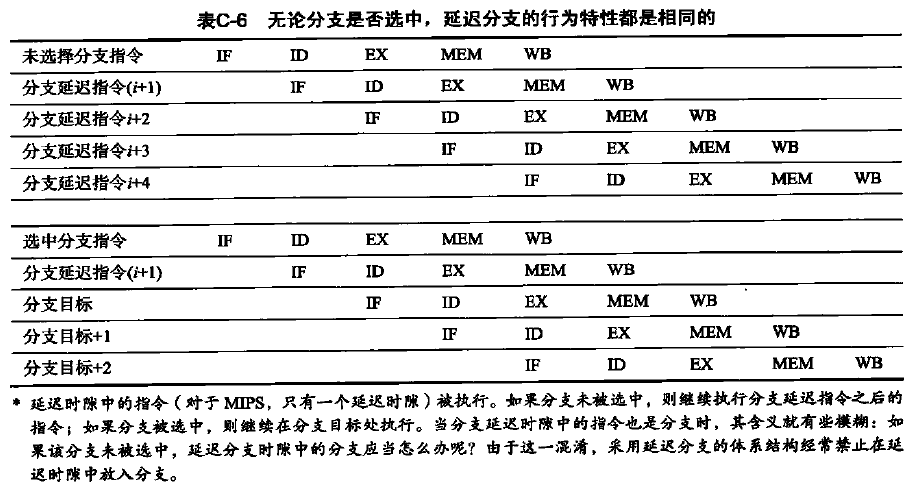 表C-6 无论分支是否选中，延迟分支的行为特性都是相同的
未选择分支指令 IF ID EX MEM WB
分支延迟指令(i+1) IF ID EX MEM WB
分支延迟指令i+2 IF ID EX MEM WB
分支延迟指令i+3 IF ID EX MEM WB
分支延迟指令i+4 IF ID EX MEM WB
选中分支指令 IF ID EX MEM WB
分支延迟指令(i+1) IF ID EX MEM WB
分支目标 IF ID EX MEM WB
分支目标+1 IF ID EX MEM WB
分支目标+2 IF ID EX MEM WB
* 延迟时隙中的指令（对于MIPS，只有一个延迟时隙）被执行。如果分支未被选中，则继续执行分支延迟指令之后的
指令；如果分支被选中，则继续在分支目标处执行。当分支延迟时隙中的指令也是分支时，其含义就有些模糊：如
果该分支未被选中，延迟分支时隙中的分支应当怎么办呢？由于这一混淆，采用延迟分支的体系结构经常禁止在延
迟时隙中放入分支。